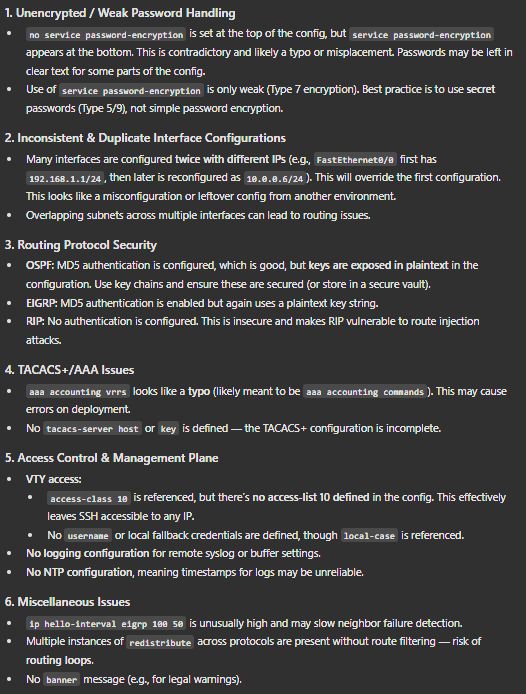 1. Unencrypted / Weak Password Handling
• no service password-encryption is set at the top of the config, but service password-encryption
appears at the bottom. This is contradictory and likely a typo or misplacement. Passwords may be left in
clear text for some parts of the config.
• Use of service password-encryption is only weak (Type 7 encryption). Best practice is to use secret
passwords (Type 5/9), not simple password encryption.
2. Inconsistent & Duplicate Interface Configurations
• Many interfaces are configured twice with different IPs (e.g., FastEthernet0/0 first has
192.168.1.1/24, then later is reconfigured as 10.0.0.6/24). This will override the first configuration.
This looks like a misconfiguration or leftover config from another environment.
• Overlapping subnets across multiple interfaces can lead to routing issues.
3. Routing Protocol Security
• OSPF: MD5 authentication is configured, which is good, but keys are exposed in plaintext in the
configuration. Use key chains and ensure these are secured (or store in a secure vault).
• EIGRP: MD5 authentication is enabled but again uses a plaintext key string.
• RIP: No authentication is configured. This is insecure and makes RIP vulnerable to route injection
attacks.
4. TACACS+/AAA Issues
• aaa accounting vrrs looks like a typo (likely meant to be aaa accounting commands). This may cause
errors on deployment.
• No tacacs-server host or key is defined — the TACACS+ configuration is incomplete.
5. Access Control & Management Plane
• VTY access:
• access-class 10 is referenced, but there's no access-list 10 defined in the config. This effectively
leaves SSH accessible to any IP.
• No username or local fallback credentials are defined, though local-case is referenced.
• No logging configuration for remote syslog or buffer settings.
• No NTP configuration, meaning timestamps for logs may be unreliable.
6. Miscellaneous Issues
• ip hello-interval eigrp 100 50 is unusually high and may slow neighbor failure detection.
• Multiple instances of redistribute across protocols are present without route filtering — risk of
routing loops.
• No banner message (e.g., for legal warnings).